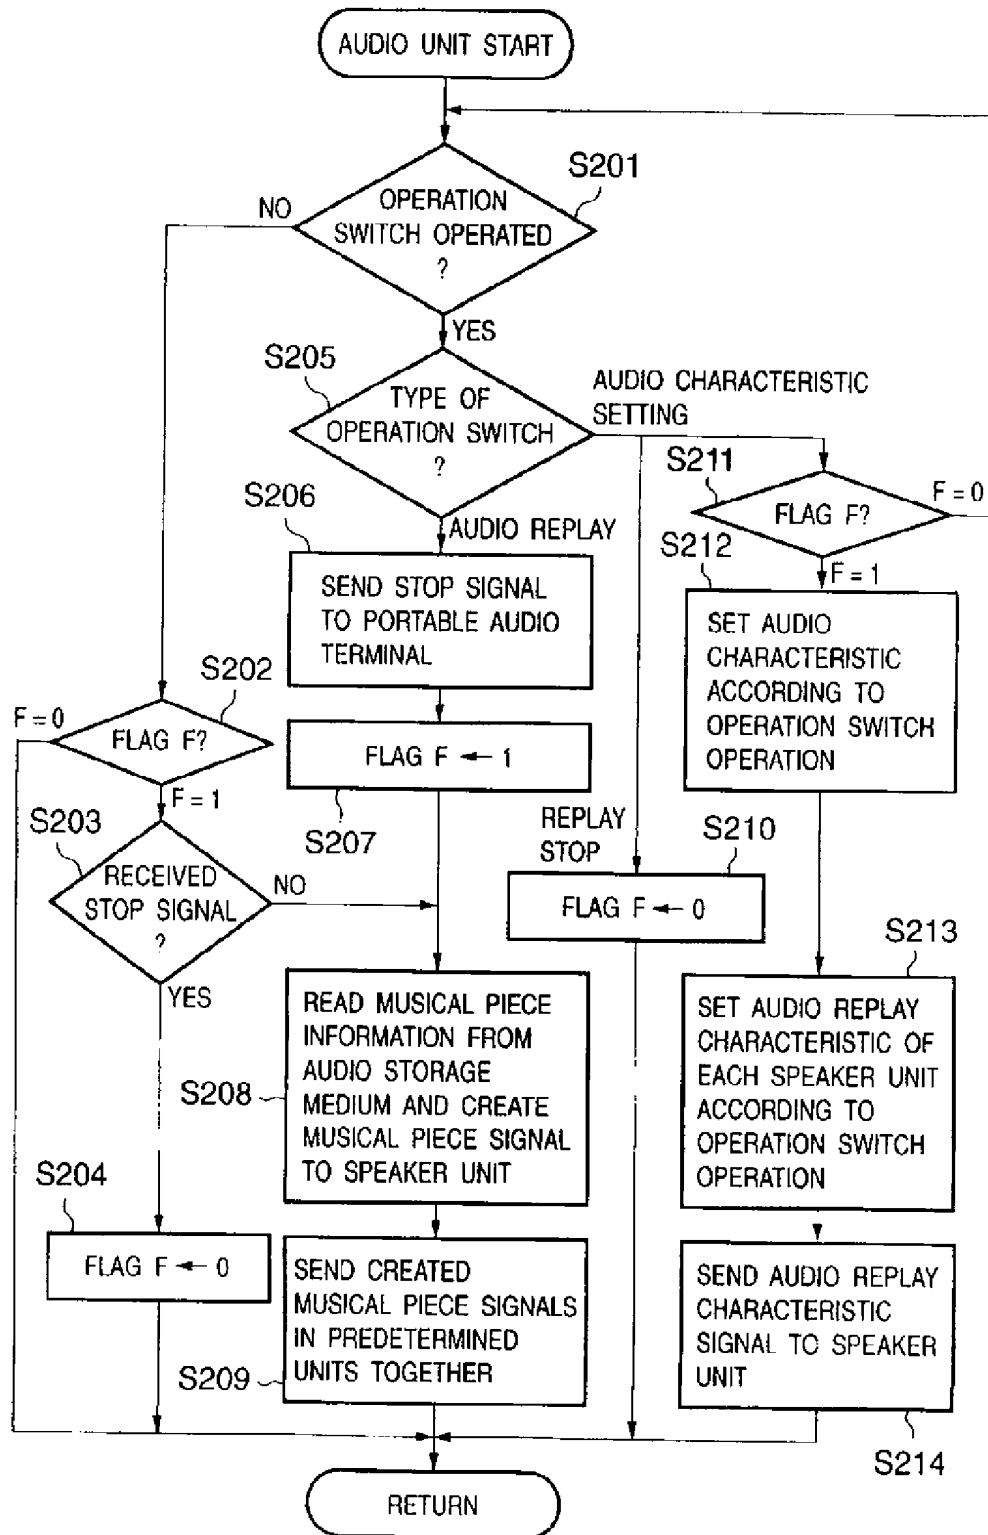 AUDIO UNIT START
S201
NO
OPERATION
SWITCH OPERATED
?
YES
S205
TYPE OF
OPERATION SWITCH
?
AUDIO CHARACTERISTIC
SETTING
S211
FLAG F?
F = 0
S206
AUDIO REPLAY
S212
F = 1
SEND STOP SIGNAL
TO PORTABLE AUDIO
TERMINAL
SET AUDIO
CHARACTERISTIC
ACCORDING TO
OPERATION SWITCH
OPERATION
S202
F = 0
FLAG F?
F = 1
FLAG F ← 1
S207
S203
RECEIVED
STOP SIGNAL
?
NO
YES
REPLAY
STOP
S210
FLAG F ← 0
S213
READ MUSICAL PIECE
INFORMATION FROM
AUDIO STORAGE
MEDIUM AND CREATE
MUSICAL PIECE SIGNAL
TO SPEAKER UNIT
S208
SET AUDIO REPLAY
CHARACTERISTIC OF
EACH SPEAKER UNIT
ACCORDING TO
OPERATION SWITCH
OPERATION
S204
FLAG F ← 0
SEND CREATED
MUSICAL PIECE SIGNALS
IN PREDETERMINED
UNITS TOGETHER
S209
SEND AUDIO REPLAY
CHARACTERISTIC
SIGNAL TO SPEAKER
UNIT
S214
RETURN